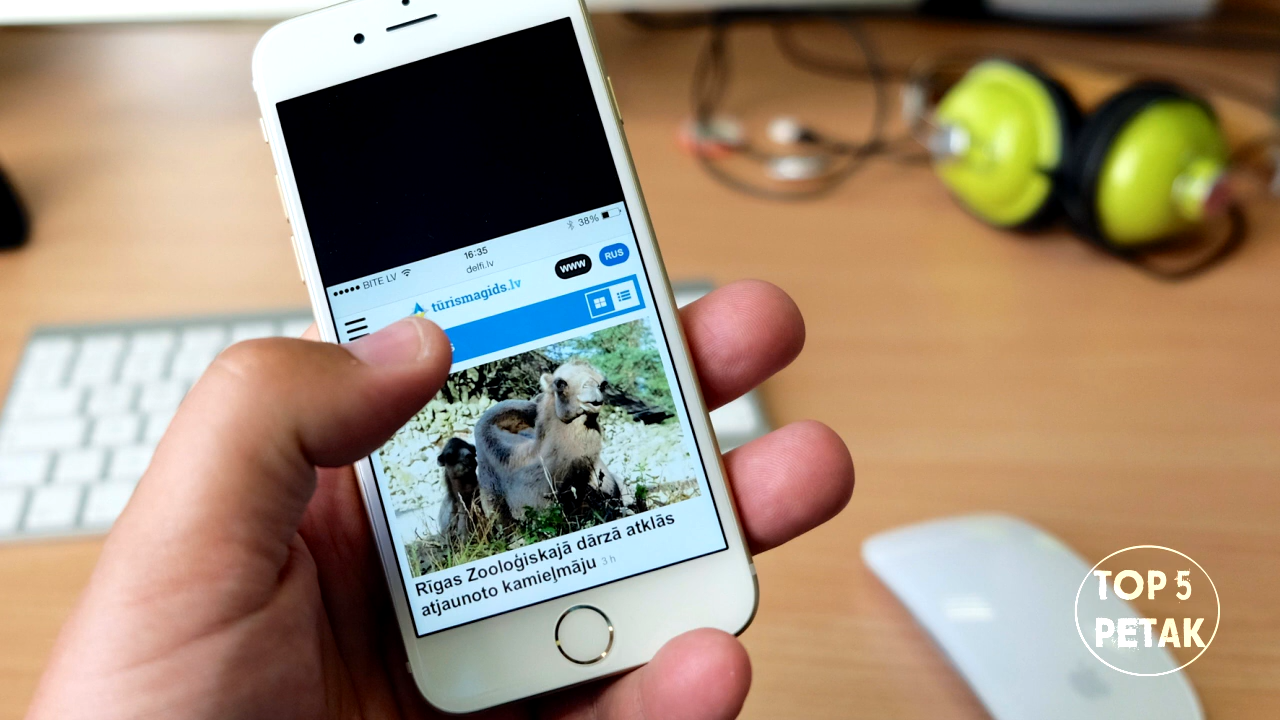 BITE LV
16:35
38%
delfi.lv
tūrismagids.lv
WWW
RUS
s
Rīgas Zooloģiskajā dārzā atklās
atjaunoto kamieļmāju 3 h
TOP 5
PETAK